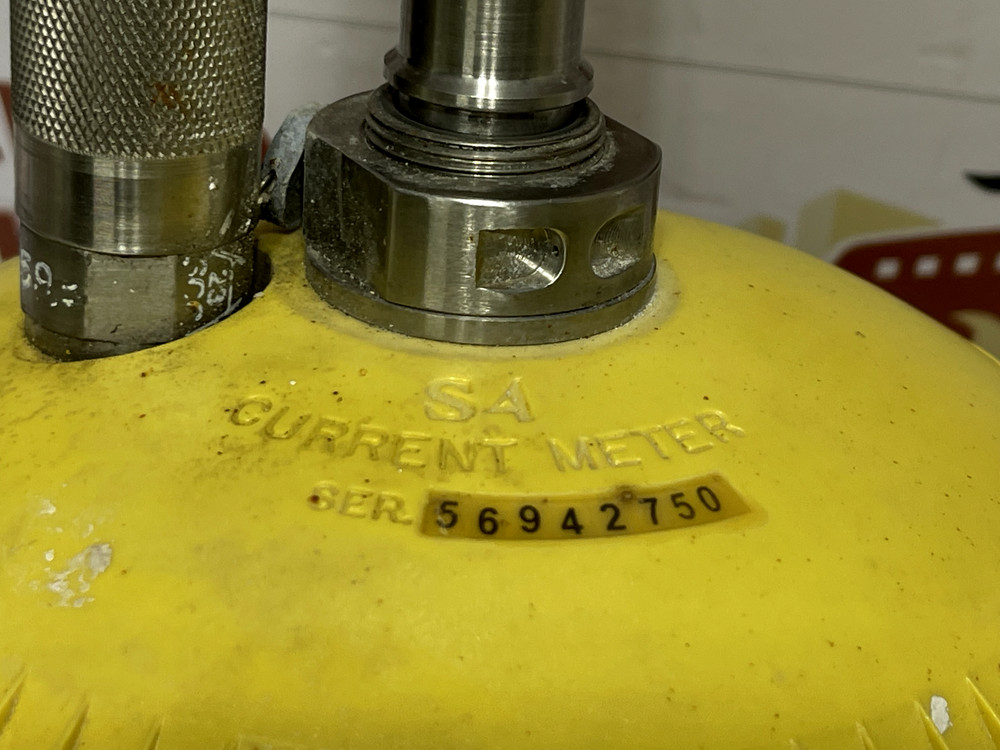 SA
CURRENT METER
SER. 56942750